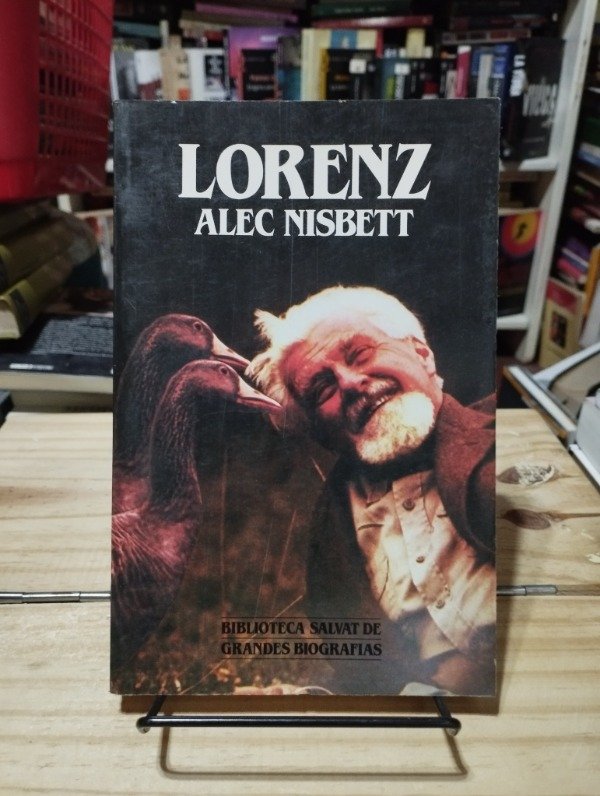 LORENZ
ALEC NISBETT
BIBLIOTECA SALVAT DE
GRANDES BIOGRAFIAS